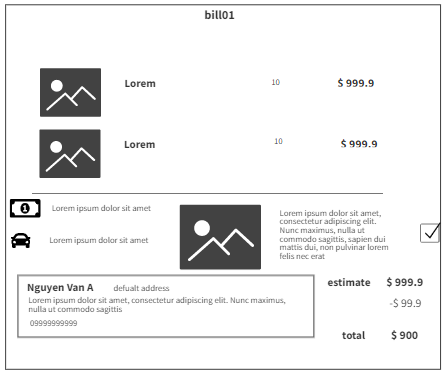 bill01
Lorem 10 $ 999.9
Lorem 10 $ 999.9
1
Lorem ipsum dolor sit amet
Lorem ipsum dolor sit amet
Lorem ipsum dolor sit amet,
consectetur adipiscing elit.
Nunc maximus, nulla ut
commodo sagittis, sapien dui
mattis dui, non pulvinar lorem
felis nec erat
Nguyen Van A defualt address
Lorem ipsum dolor sit amet, consectetur adipiscing elit. Nunc maximus,
nulla ut commodo sagittis
09999999999
estimate $ 999.9
-$ 99.9
total $ 900